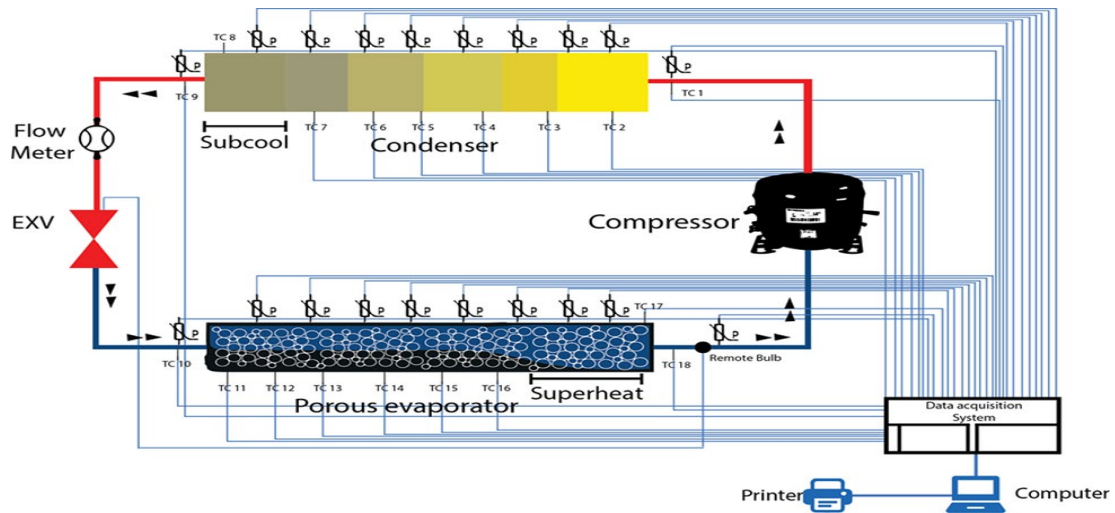 P P P P P P P P
TC 8
P
P
TC 9
TC 1
TC 7 TC 6 TC 5 TC 4 TC 3 TC 2
Subcool
Condenser
Flow
Meter
EXV
Compressor
P P P P P P P P
TC 17
P
P
TC 10
TC 18
Remote Bulb
TC 11 TC 12 TC 13 TC 14 TC 15 TC 16
Superheat
Porous evaporator
Data acquisition
System
Printer
Computer